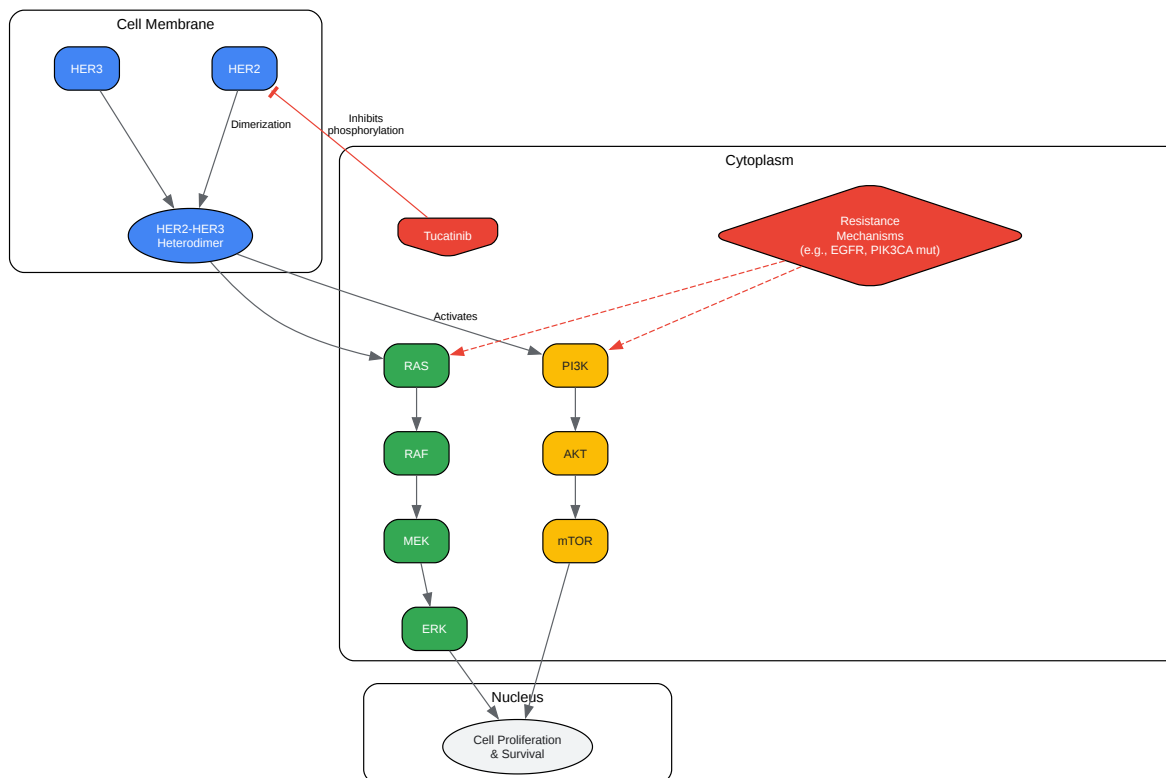 Cell Membrane
HER3
HER2
Dimerization
Inhibits
phosphorylation
Cytoplasm
HER2-HER3
Heterodimer
Tucatinib
Resistance
Mechanisms
(e.g., EGFR, PIK3CA mut)
Activates
RAS
PI3K
RAF
AKT
MEK
mTOR
ERK
Nucleus
Cell Proliferation
& Survival